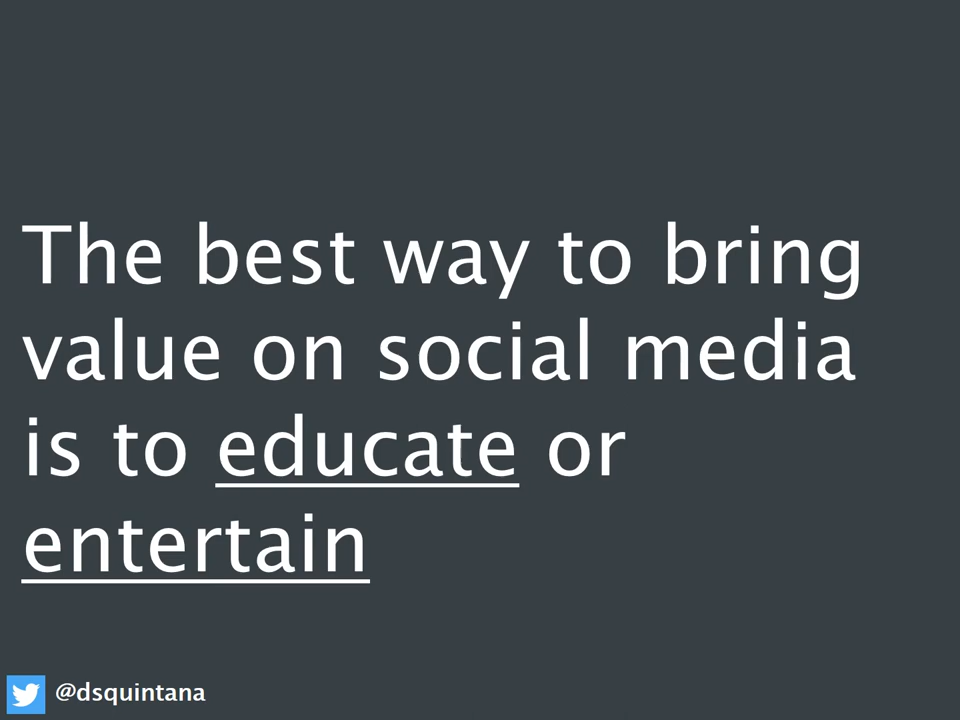 The best way to bring
value on social media
is to educate or
entertain
@dsquintana